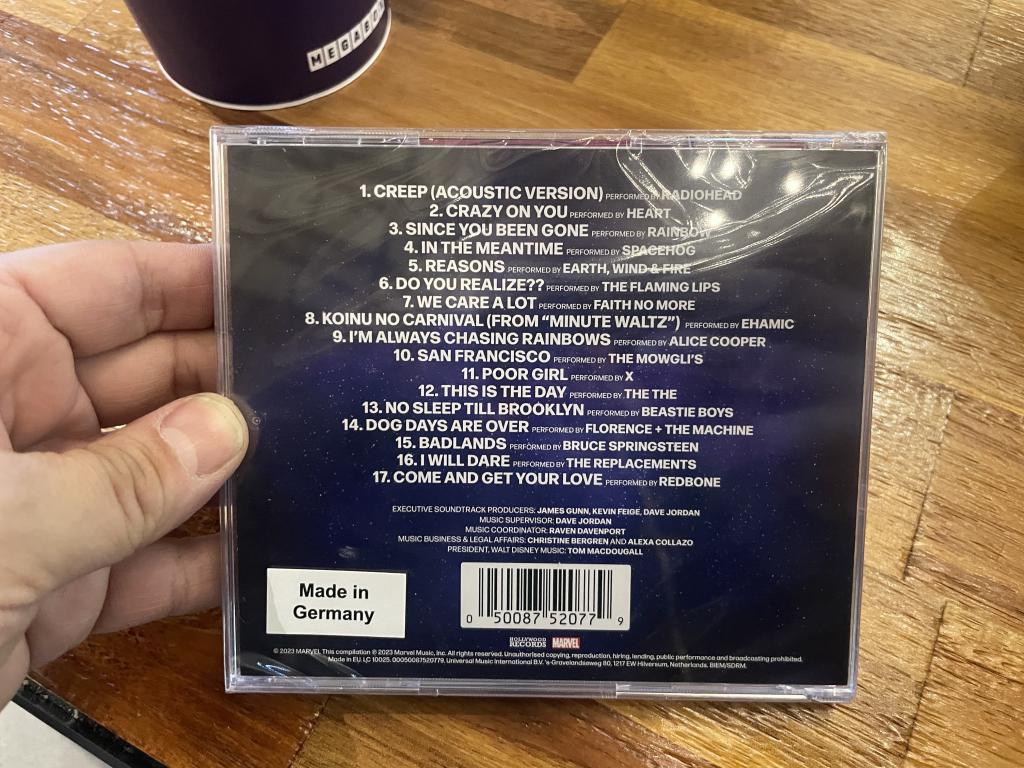 MEGABOX
1. CREEP (ACOUSTIC VERSION) PERFORMED BY RADIOHEAD
2. CRAZY ON YOU PERFORMED BY HEART
3. SINCE YOU BEEN GONE PERFORMED BY RAINBOW
4. IN THE MEANTIME PERFORMED BY SPACEHOG
5. REASONS PERFORMED BY EARTH, WIND & FIRE
6. DO YOU REALIZE?? PERFORMED BY THE FLAMING LIPS
7. WE CARE A LOT PERFORMED BY FAITH NO MORE
8. KOINU NO CARNIVAL (FROM “MINUTE WALTZ”) PERFORMED BY EHAMIC
9. I’M ALWAYS CHASING RAINBOWS PERFORMED BY ALICE COOPER
10. SAN FRANCISCO PERFORMED BY THE MOWGLI’S
11. POOR GIRL PERFORMED BY X
12. THIS IS THE DAY PERFORMED BY THE THE
13. NO SLEEP TILL BROOKLYN PERFORMED BY BEASTIE BOYS
14. DOG DAYS ARE OVER PERFORMED BY FLORENCE + THE MACHINE
15. BADLANDS PERFORMED BY BRUCE SPRINGSTEEN
16. I WILL DARE PERFORMED BY THE REPLACEMENTS
17. COME AND GET YOUR LOVE PERFORMED BY REDBONE
EXECUTIVE SOUNDTRACK PRODUCERS: JAMES GUNN, KEVIN FEIGE, DAVE JORDAN
MUSIC SUPERVISOR: DAVE JORDAN
MUSIC COORDINATOR: RAVEN DAVENPORT
MUSIC BUSINESS & LEGAL AFFAIRS: CHRISTINE BERGREN AND ALEXA COLLAZO
PRESIDENT, WALT DISNEY MUSIC: TOM MACDOUGALL
Made in
Germany
0 50087 52077 9
HOLLYWOOD
RECORDS MARVEL
© 2023 MARVEL This compilation ℗ 2023 Marvel Music, Inc. All rights reserved. Unauthorised copying, reproduction, hiring, lending, public performance and broadcasting prohibited.
Made in EU. LC 10025. 00050087520779. Universal Music International B.V. 's-Gravelandseweg 80, 1217 EW Hilversum, Netherlands. BIEM/SDRM.